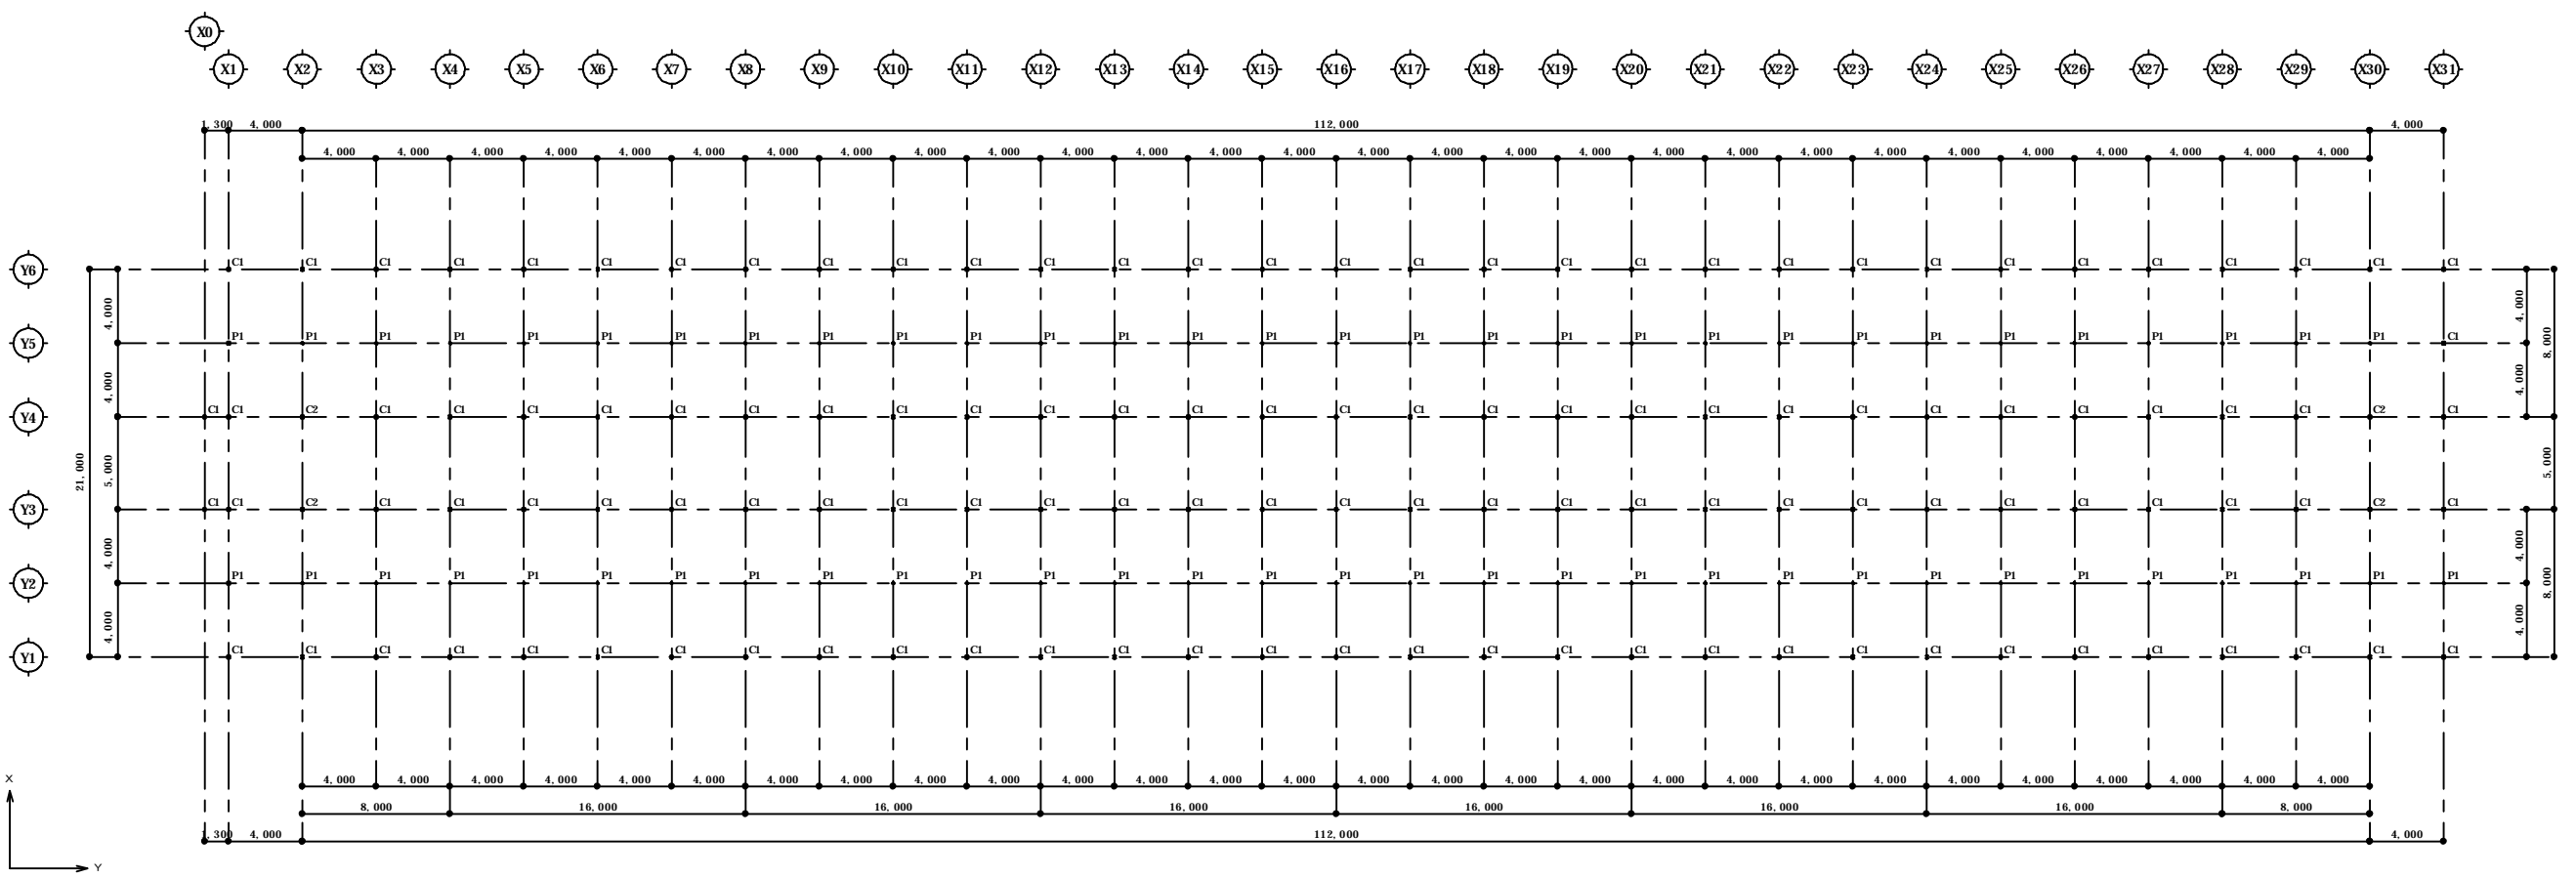 X0
X1 X2 X3 X4 X5 X6 X7 X8 X9 X10 X11 X12 X13 X14 X15 X16 X17 X18 X19 X20 X21 X22 X23 X24 X25 X26 X27 X28 X29 X30 X31
1,300 4,000 112,000 4,000
4,000 4,000 4,000 4,000 4,000 4,000 4,000 4,000 4,000 4,000 4,000 4,000 4,000 4,000 4,000 4,000 4,000 4,000 4,000 4,000 4,000 4,000 4,000 4,000 4,000 4,000 4,000 4,000
Y6 C1 C1 C1 C1 C1 C1 C1 C1 C1 C1 C1 C1 C1 C1 C1 C1 C1 C1 C1 C1 C1 C1 C1 C1 C1 C1 C1 C1 C1 C1 C1
4,000 4,000
Y5 P1 P1 P1 P1 P1 P1 P1 P1 P1 P1 P1 P1 P1 P1 P1 P1 P1 P1 P1 P1 P1 P1 P1 P1 P1 P1 P1 P1 P1 P1 C1 8,000
4,000 4,000
Y4 C1 C1 C2 C1 C1 C1 C1 C1 C1 C1 C1 C1 C1 C1 C1 C1 C1 C1 C1 C1 C1 C1 C1 C1 C1 C1 C1 C1 C1 C1 C2 C1
21,000 5,000 5,000
Y3 C1 C1 C2 C1 C1 C1 C1 C1 C1 C1 C1 C1 C1 C1 C1 C1 C1 C1 C1 C1 C1 C1 C1 C1 C1 C1 C1 C1 C1 C1 C2 C1
4,000 4,000
Y2 P1 P1 P1 P1 P1 P1 P1 P1 P1 P1 P1 P1 P1 P1 P1 P1 P1 P1 P1 P1 P1 P1 P1 P1 P1 P1 P1 P1 P1 P1 P1 8,000
4,000 4,000
Y1 C1 C1 C1 C1 C1 C1 C1 C1 C1 C1 C1 C1 C1 C1 C1 C1 C1 C1 C1 C1 C1 C1 C1 C1 C1 C1 C1 C1 C1 C1 C1
4,000 4,000 4,000 4,000 4,000 4,000 4,000 4,000 4,000 4,000 4,000 4,000 4,000 4,000 4,000 4,000 4,000 4,000 4,000 4,000 4,000 4,000 4,000 4,000 4,000 4,000 4,000 4,000
8,000 16,000 16,000 16,000 16,000 16,000 16,000 8,000
1,300 4,000 112,000 4,000
X
Y